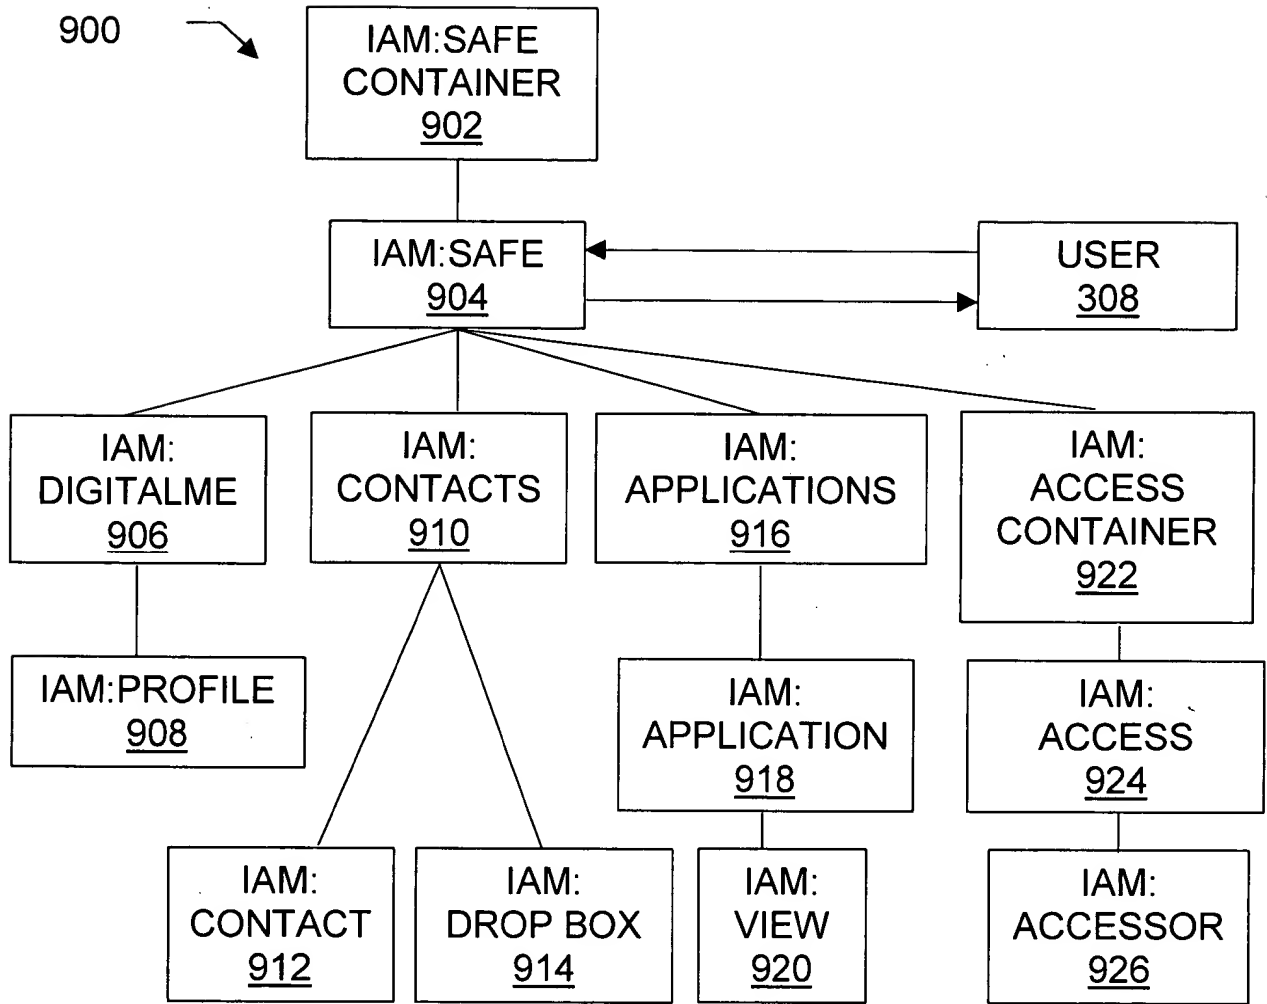 900
IAM:SAFE
CONTAINER
902
IAM:SAFE
904
USER
308
IAM:
DIGITALME
906
IAM:
CONTACTS
910
IAM:
APPLICATIONS
916
IAM:
ACCESS
CONTAINER
922
IAM:PROFILE
908
IAM:
APPLICATION
918
IAM:
ACCESS
924
IAM:
CONTACT
912
IAM:
DROP BOX
914
IAM:
VIEW
920
IAM:
ACCESSOR
926